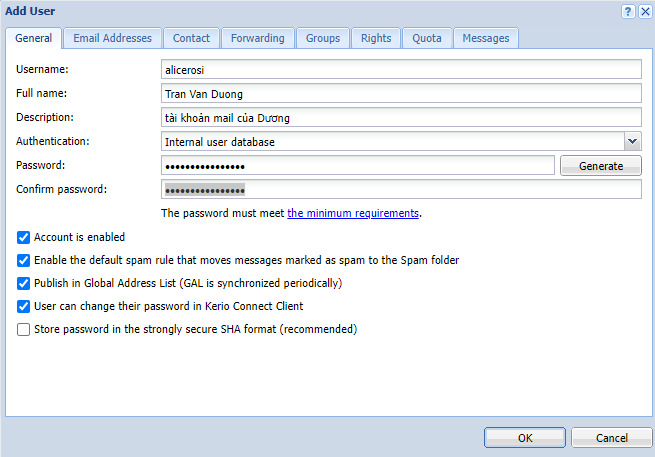 Add User
General Email Addresses Contact Forwarding Groups Rights Quota Messages
Username: alicerosi
Full name: Tran Van Duong
Description: tài khoản mail của Dương
Authentication: Internal user database
Password: •••••••••••••••• Generate
Confirm password: ••••••••••••••••
The password must meet the minimum requirements.
Account is enabled
Enable the default spam rule that moves messages marked as spam to the Spam folder
Publish in Global Address List (GAL is synchronized periodically)
User can change their password in Kerio Connect Client
Store password in the strongly secure SHA format (recommended)
OK Cancel